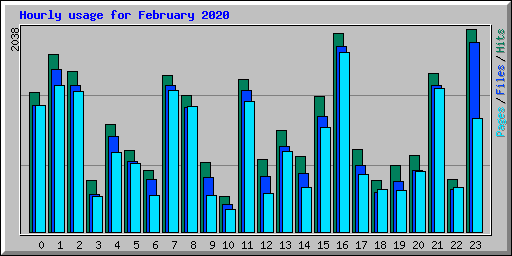 Hourly usage for February 2020
2038
Pages/Files/Hits
0 1 2 3 4 5 6 7 8 9 10 11 12 13 14 15 16 17 18 19 20 21 22 23